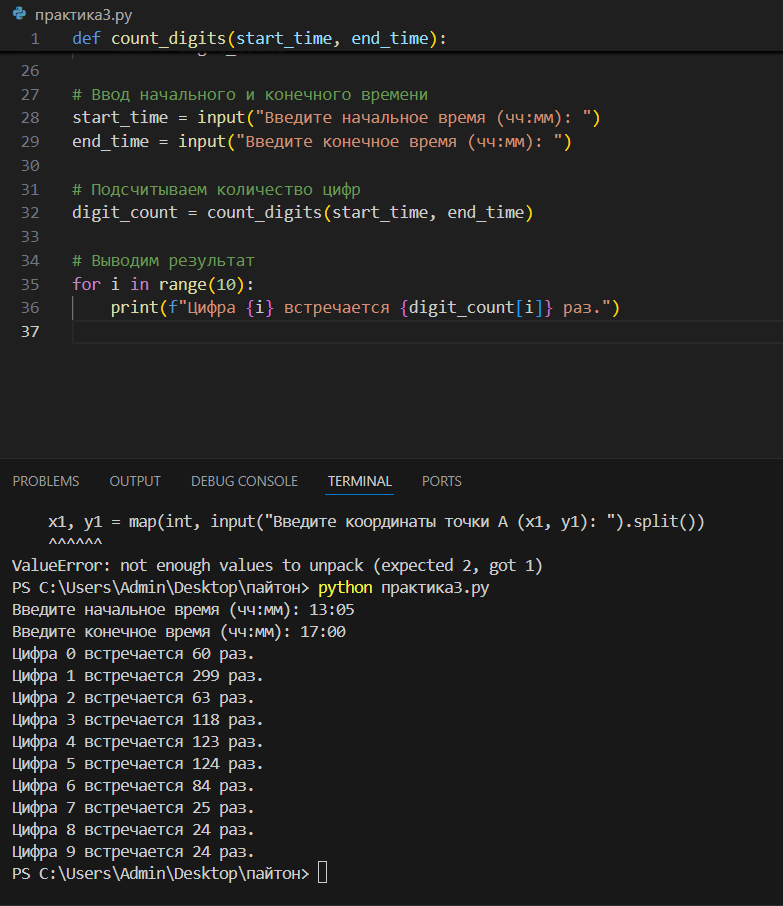 практика3.py
1 def count_digits(start_time, end_time):
26
27 # Ввод начального и конечного времени
28 start_time = input("Введите начальное время (чч:мм): ")
29 end_time = input("Введите конечное время (чч:мм): ")
30
31 # Подсчитываем количество цифр
32 digit_count = count_digits(start_time, end_time)
33
34 # Выводим результат
35 for i in range(10):
36     print(f"Цифра {i} встречается {digit_count[i]} раз.")
37
PROBLEMS OUTPUT DEBUG CONSOLE TERMINAL PORTS
    x1, y1 = map(int, input("Введите координаты точки A (x1, y1): ").split())
    ^^^^^^
ValueError: not enough values to unpack (expected 2, got 1)
PS C:\Users\Admin\Desktop\пайтон> python практика3.py
Введите начальное время (чч:мм): 13:05
Введите конечное время (чч:мм): 17:00
Цифра 0 встречается 60 раз.
Цифра 1 встречается 299 раз.
Цифра 2 встречается 63 раз.
Цифра 3 встречается 118 раз.
Цифра 4 встречается 123 раз.
Цифра 5 встречается 124 раз.
Цифра 6 встречается 84 раз.
Цифра 7 встречается 25 раз.
Цифра 8 встречается 24 раз.
Цифра 9 встречается 24 раз.
PS C:\Users\Admin\Desktop\пайтон>